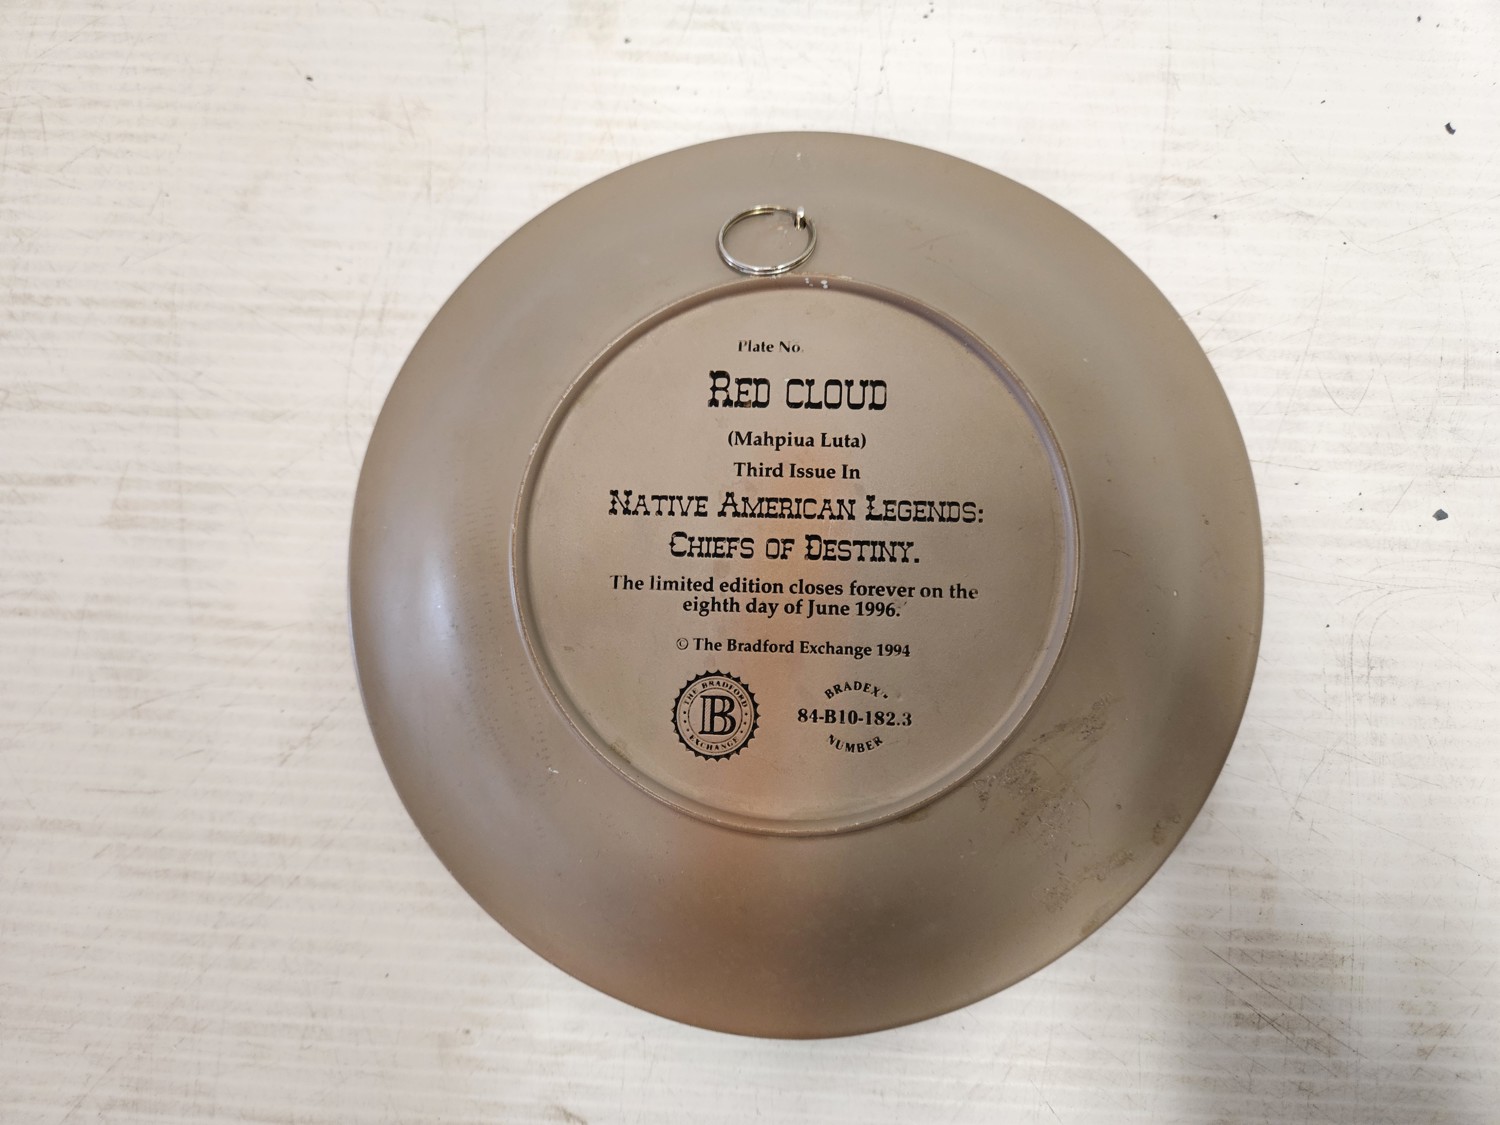 Plate No.
RED CLOUD
(Mahpiua Luta)
Third Issue In
NATIVE AMERICAN LEGENDS:
CHIEFS OF DESTINY.
The limited edition closes forever on the
eighth day of June 1996.
© The Bradford Exchange 1994
THE BRADFORD
B
EXCHANGE
BRADEX
84-B10-182.3
NUMBER